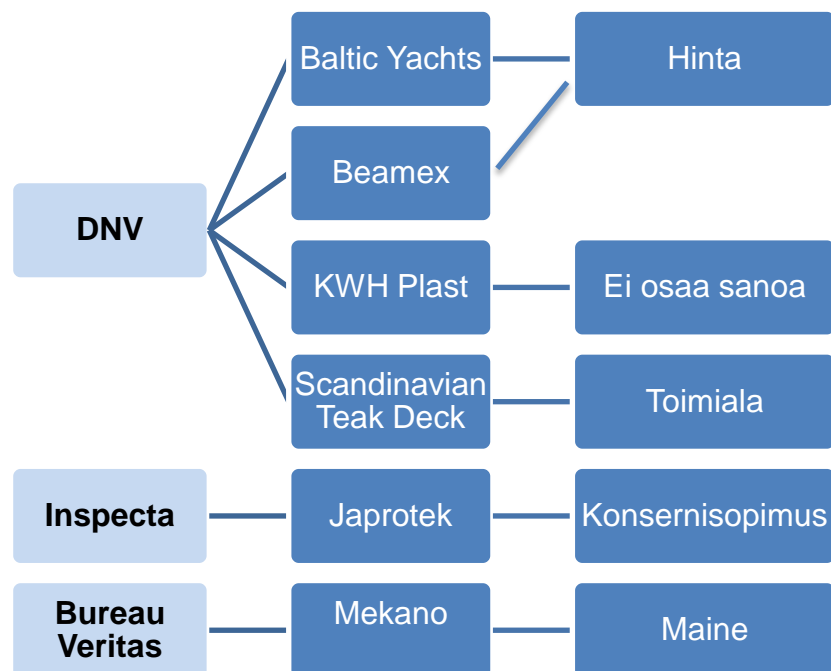 Baltic Yachts
Hinta
Beamex
DNV
KWH Plast
Ei osaa sanoa
Scandinavian
Teak Deck
Toimiala
Inspecta
Japrotek
Konsernisopimus
Bureau
Veritas
Mekano
Maine